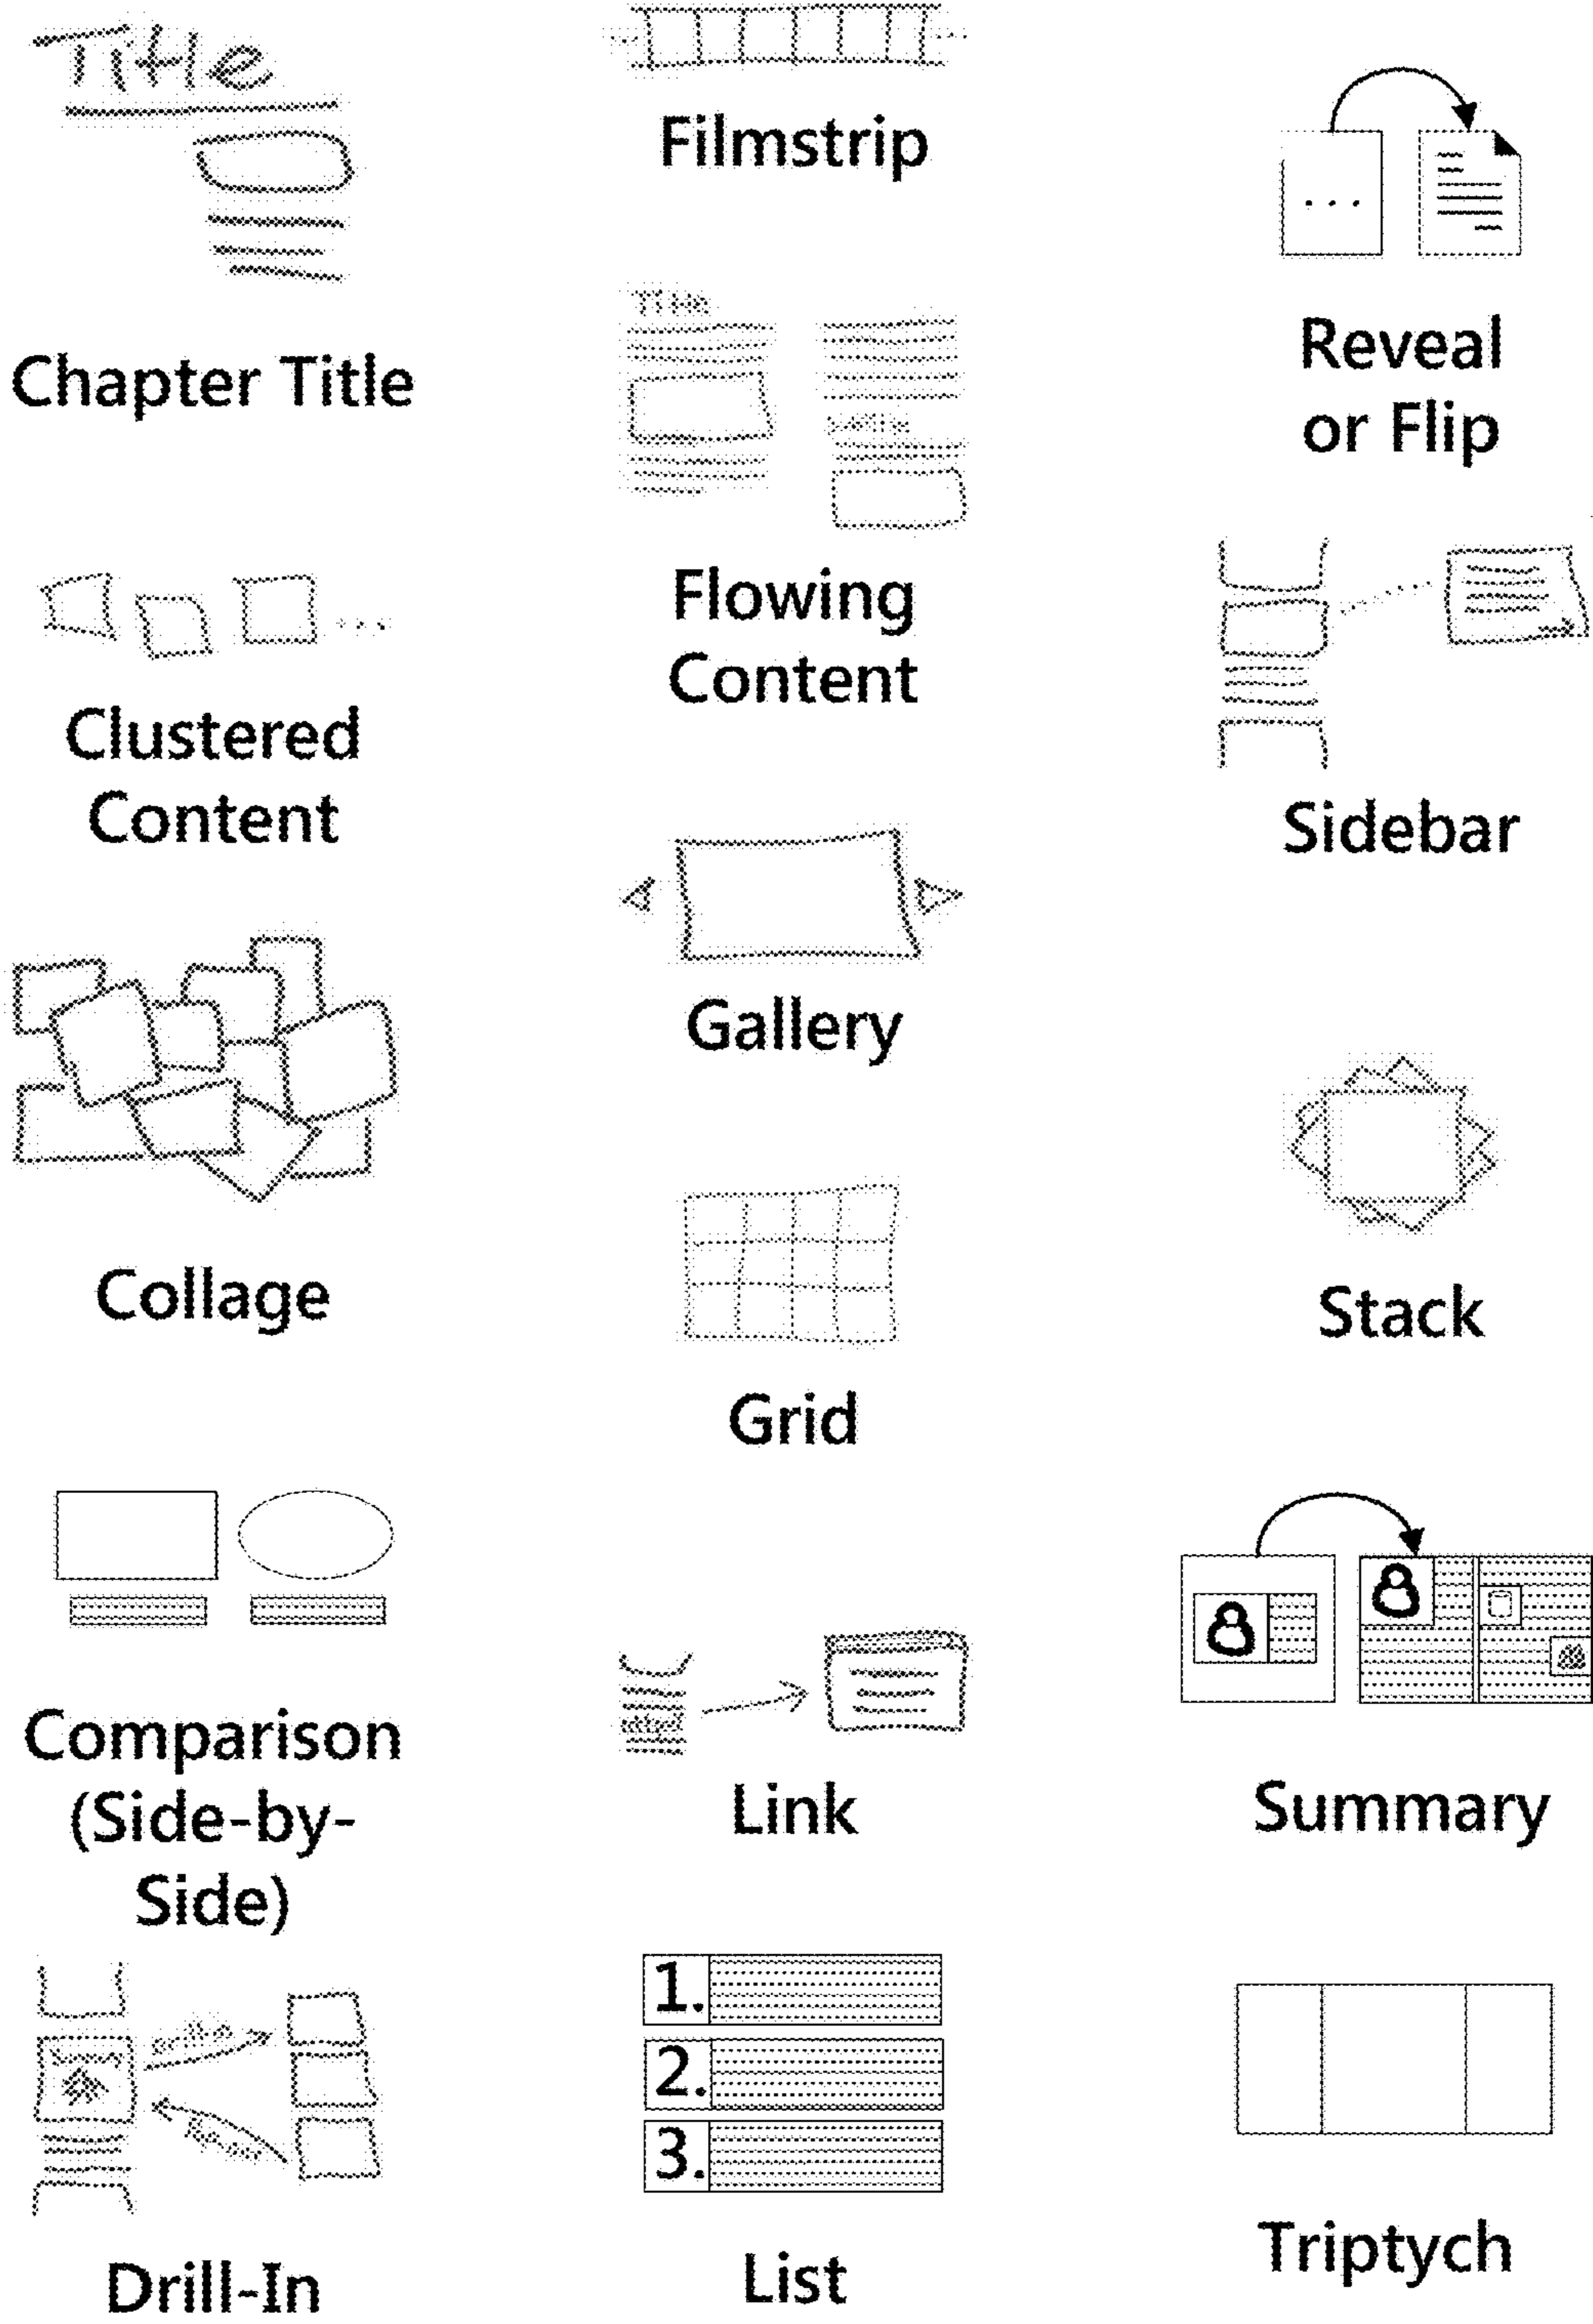 Title
Chapter Title
Clustered
Content
Collage
Comparison
(Side-by-
Side)
Drill-In
Filmstrip
Title
Flowing
Content
Gallery
Grid
Link
1.
2.
3.
List
Reveal
or Flip
Sidebar
Stack
Summary
Triptych